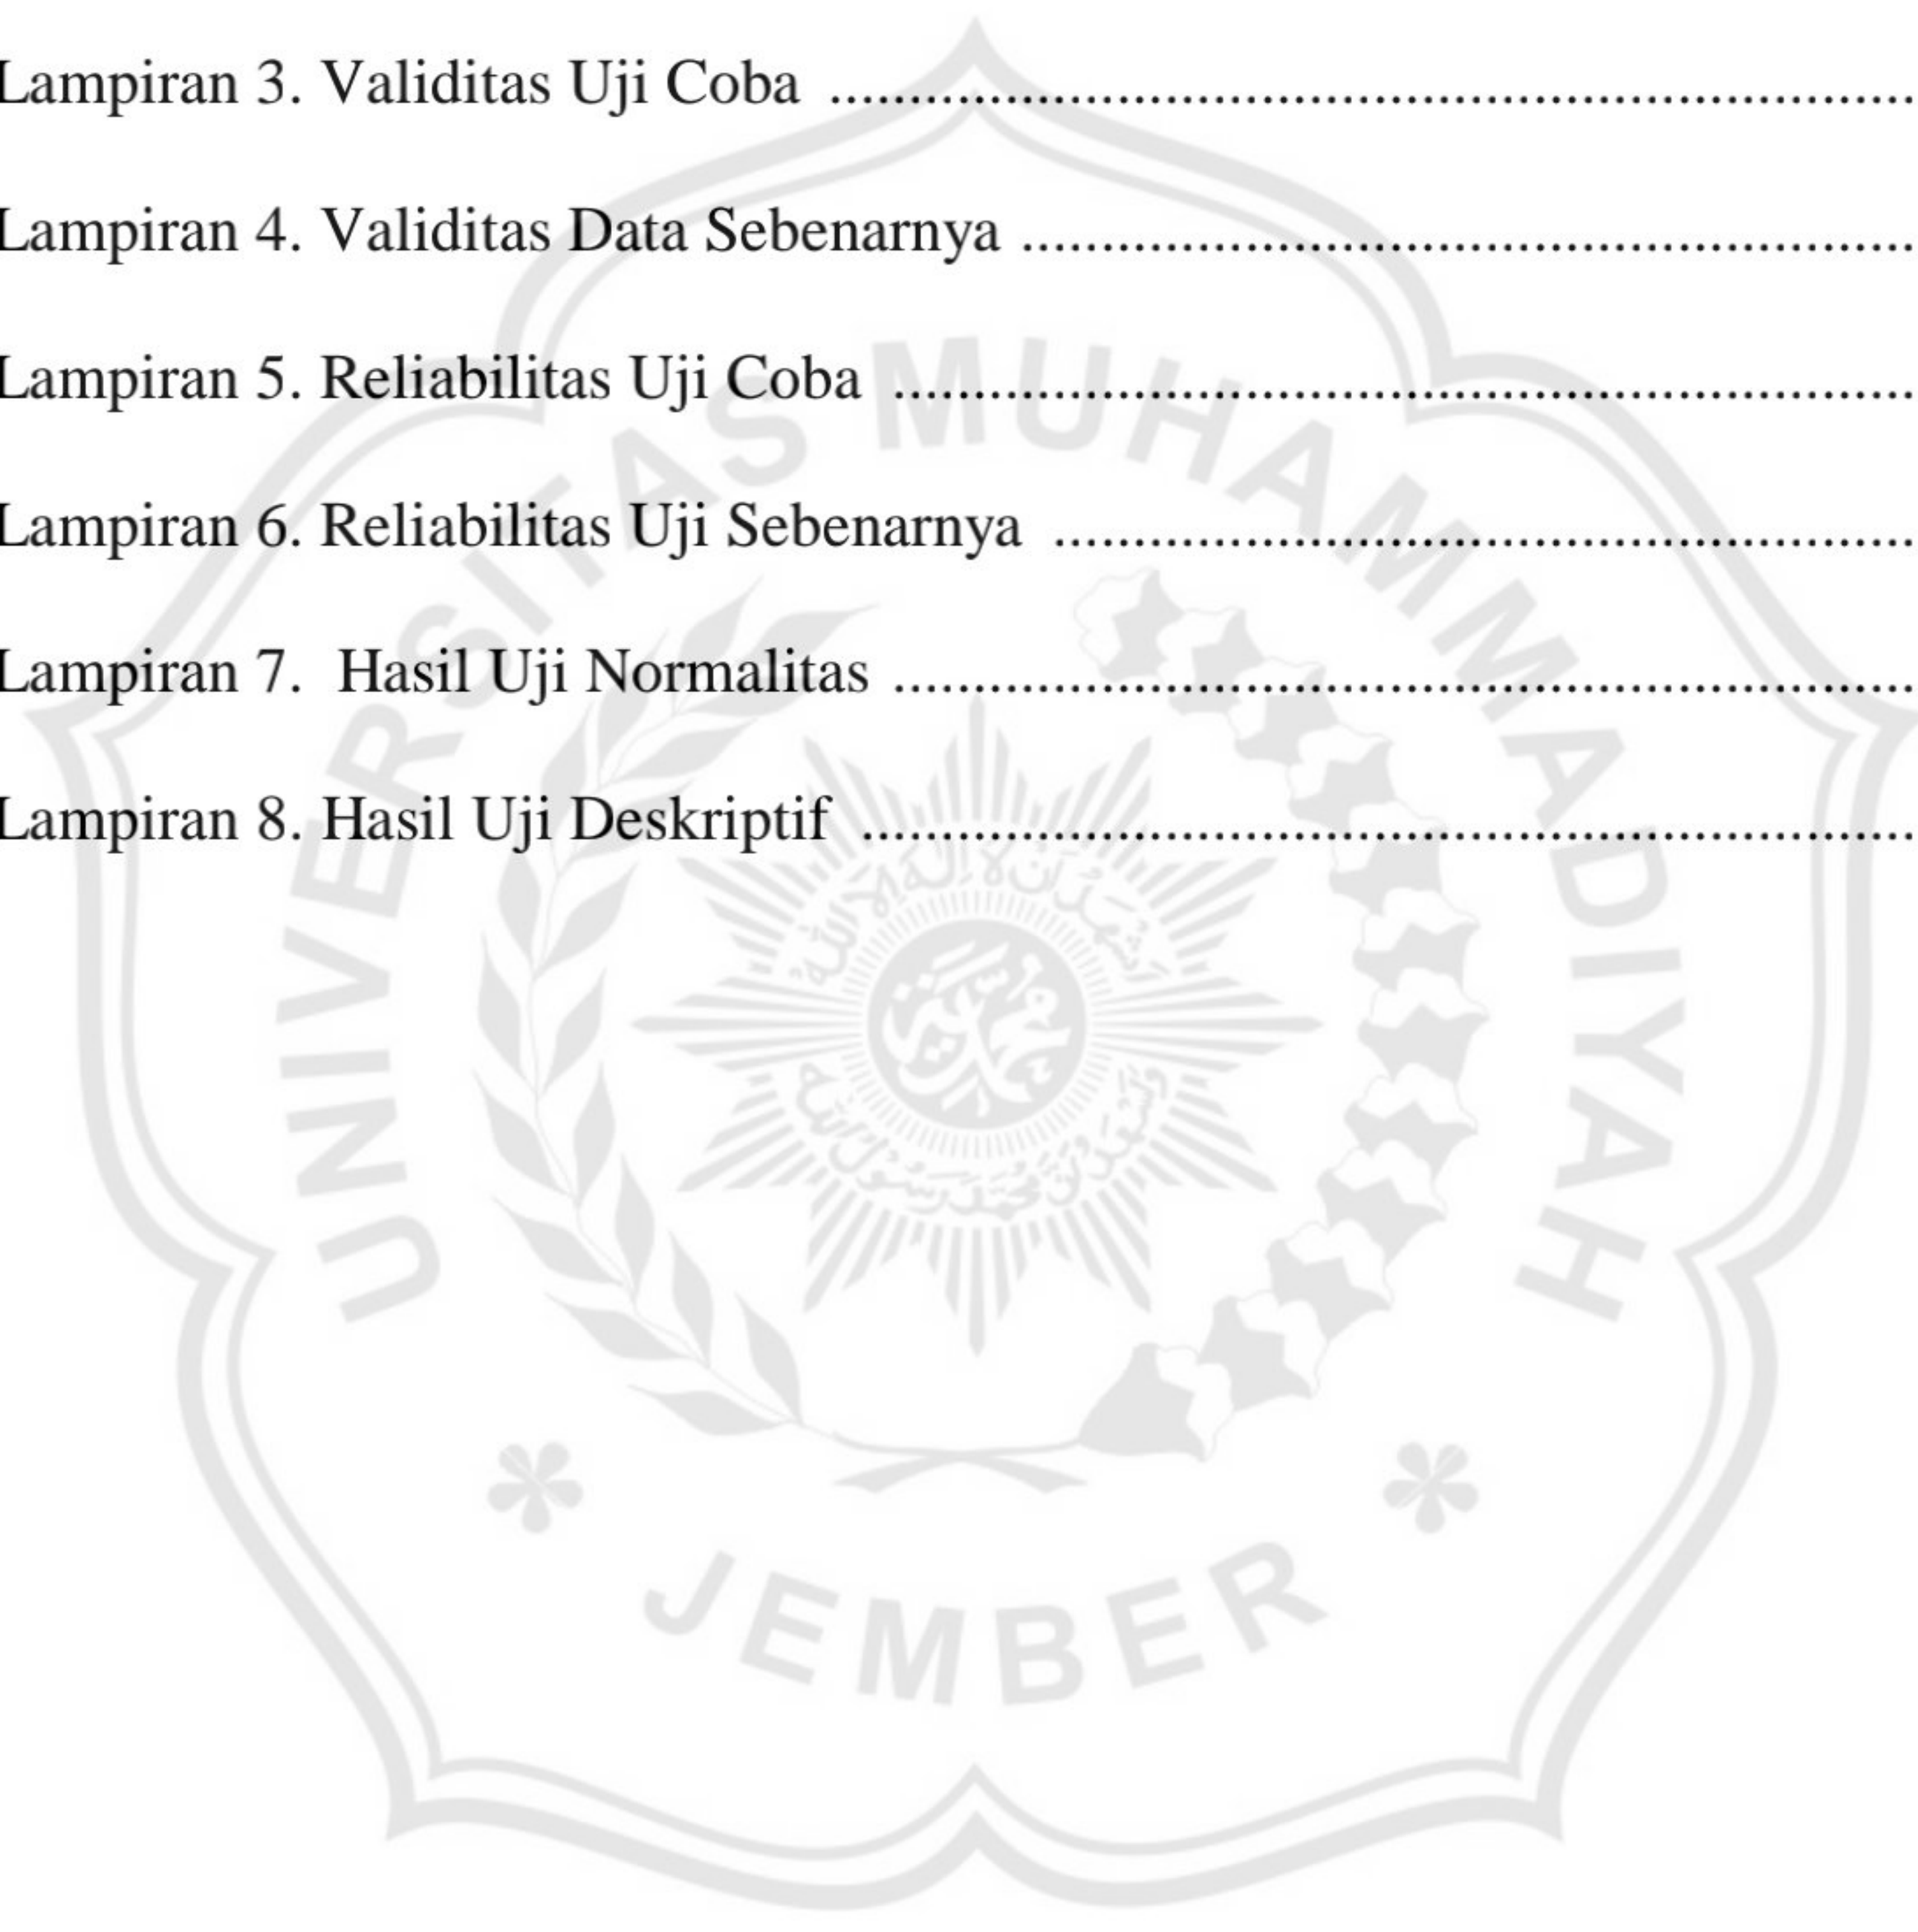 Lampiran 3. Validitas Uji Coba ....................................................................
Lampiran 4. Validitas Data Sebenarnya ........................................................
Lampiran 5. Reliabilitas Uji Coba ................................................................
Lampiran 6. Reliabilitas Uji Sebenarnya ......................................................
Lampiran 7. Hasil Uji Normalitas ................................................................
Lampiran 8. Hasil Uji Deskriptif ..................................................................
UNIVERSITAS MUHAMMADIYAH
JEMBER